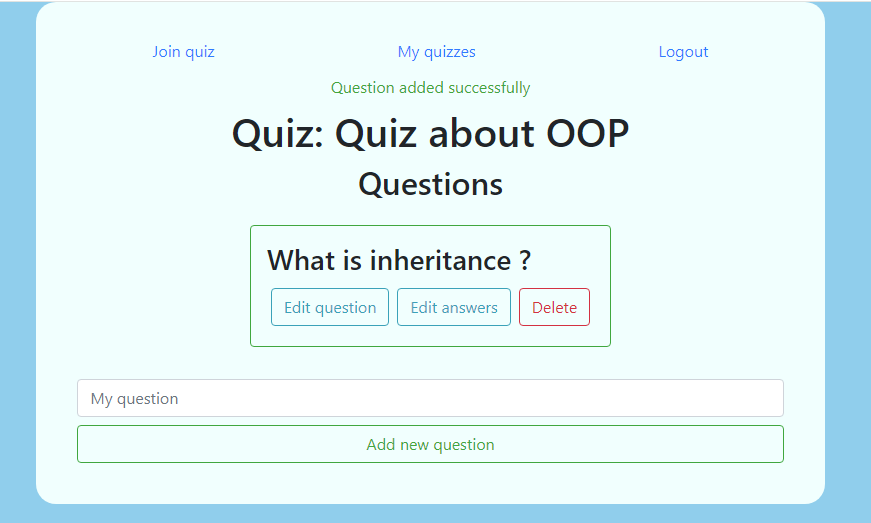 Join quiz My quizzes Logout
Question added successfully
Quiz: Quiz about OOP
Questions
What is inheritance ?
Edit question Edit answers Delete
My question
Add new question